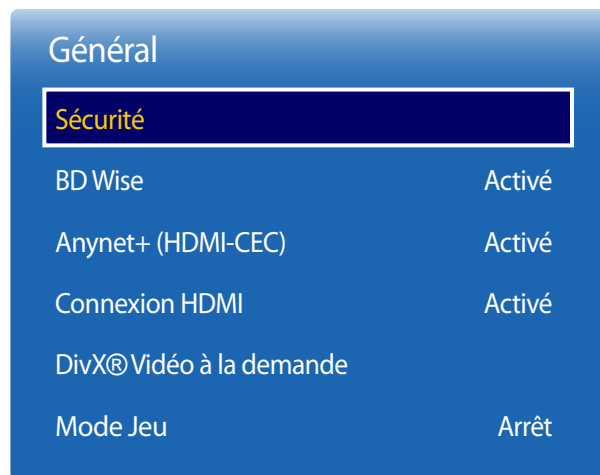 Général
Sécurité
BD Wise Activé
Anynet+ (HDMI-CEC) Activé
Connexion HDMI Activé
DivX® Vidéo à la demande
Mode Jeu Arrêt